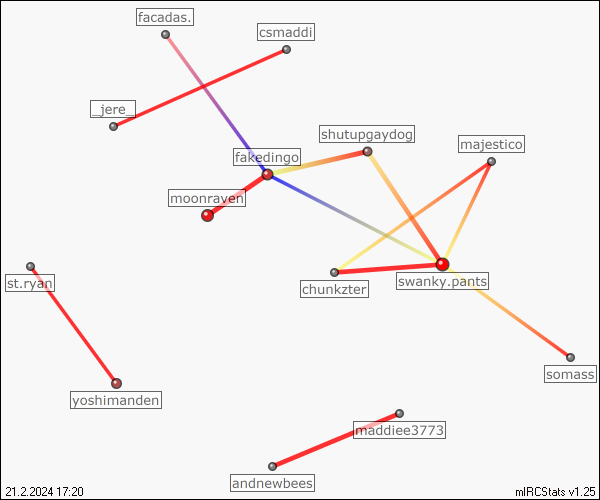 facadas.
csmaddi
_jere_
shutupgaydog
majestico
fakedingo
moonraven
st.ryan
chunkzter
swanky.pants
somass
yoshimanden
maddiee3773
andnewbees
21.2.2024 17:20
mIRCStats v1.25